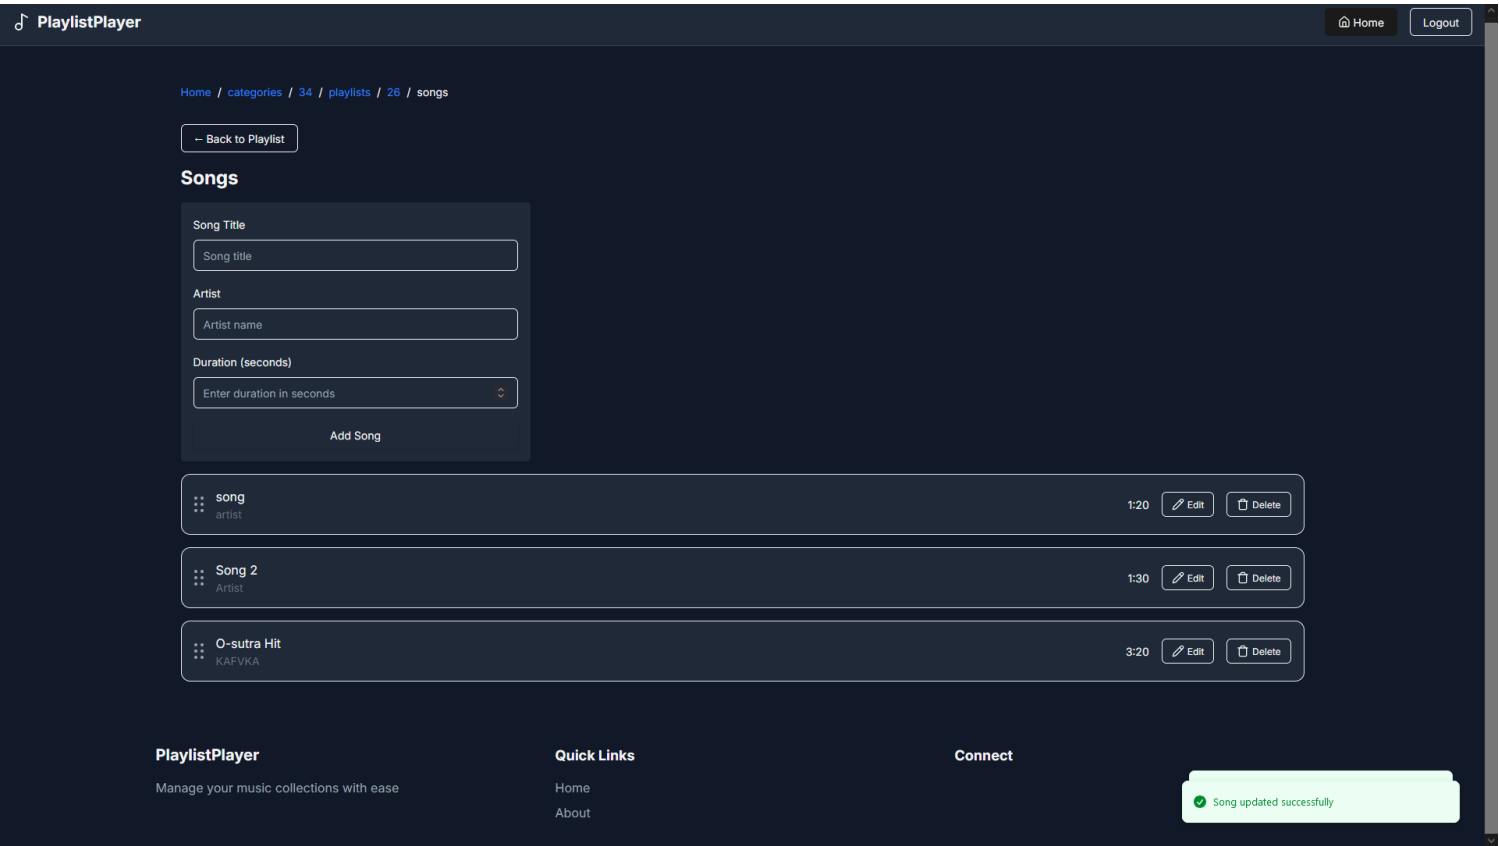 PlaylistPlayer
Home
Logout
Home / categories / 34 / playlists / 26 / songs
← Back to Playlist
Songs
Song Title
Song title
Artist
Artist name
Duration (seconds)
Enter duration in seconds
Add Song
song
artist
1:20
Edit
Delete
Song 2
Artist
1:30
Edit
Delete
O-sutra Hit
KAFVKA
3:20
Edit
Delete
PlaylistPlayer
Manage your music collections with ease
Quick Links
Home
About
Connect
Song updated successfully